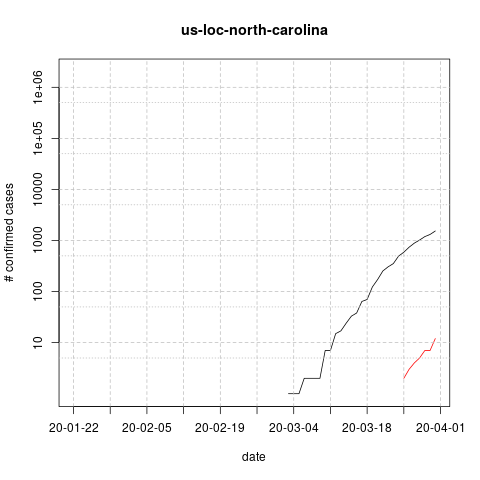 us-loc-north-carolina
# confirmed cases
1e+06
1e+05
10000
1000
100
10
20-01-22 20-02-05 20-02-19 20-03-04 20-03-18 20-04-01
date